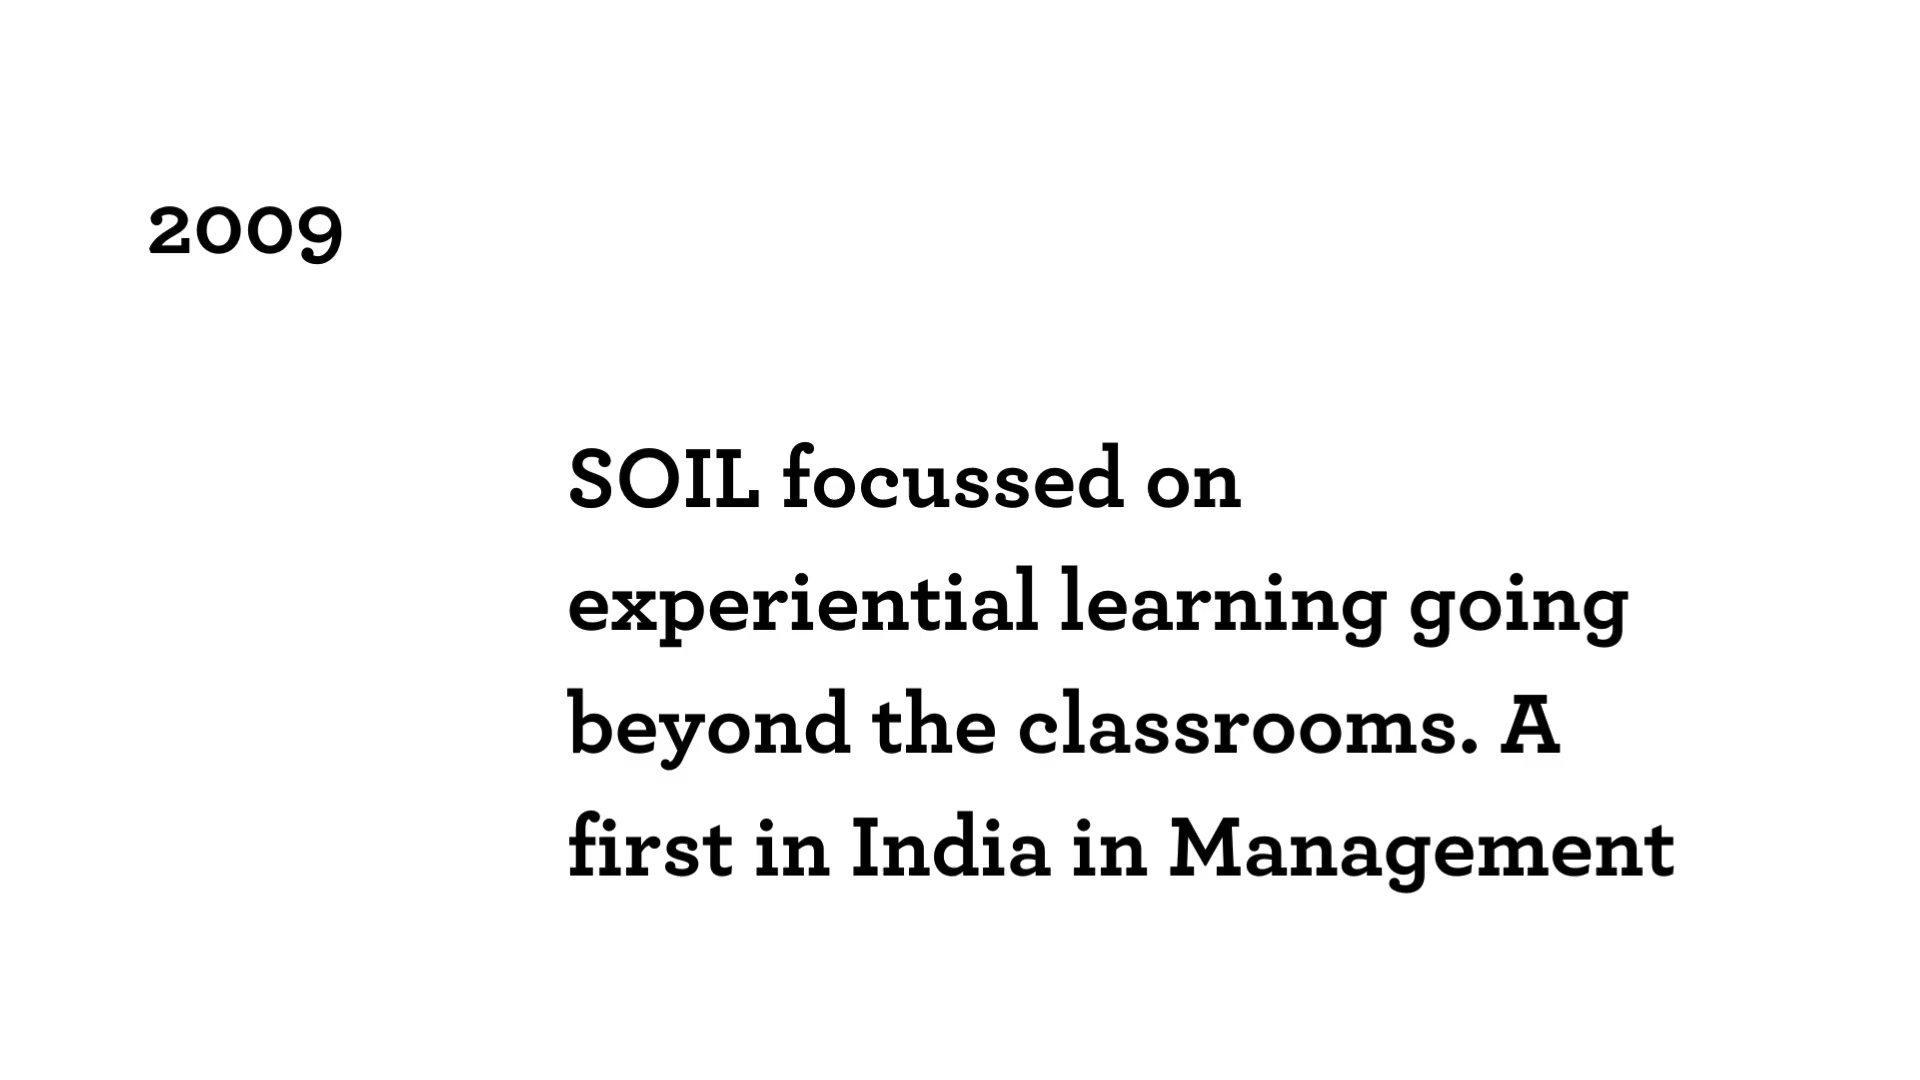 2009
SOIL focussed on
experiential learning going
beyond the classrooms. A
first in India in Management